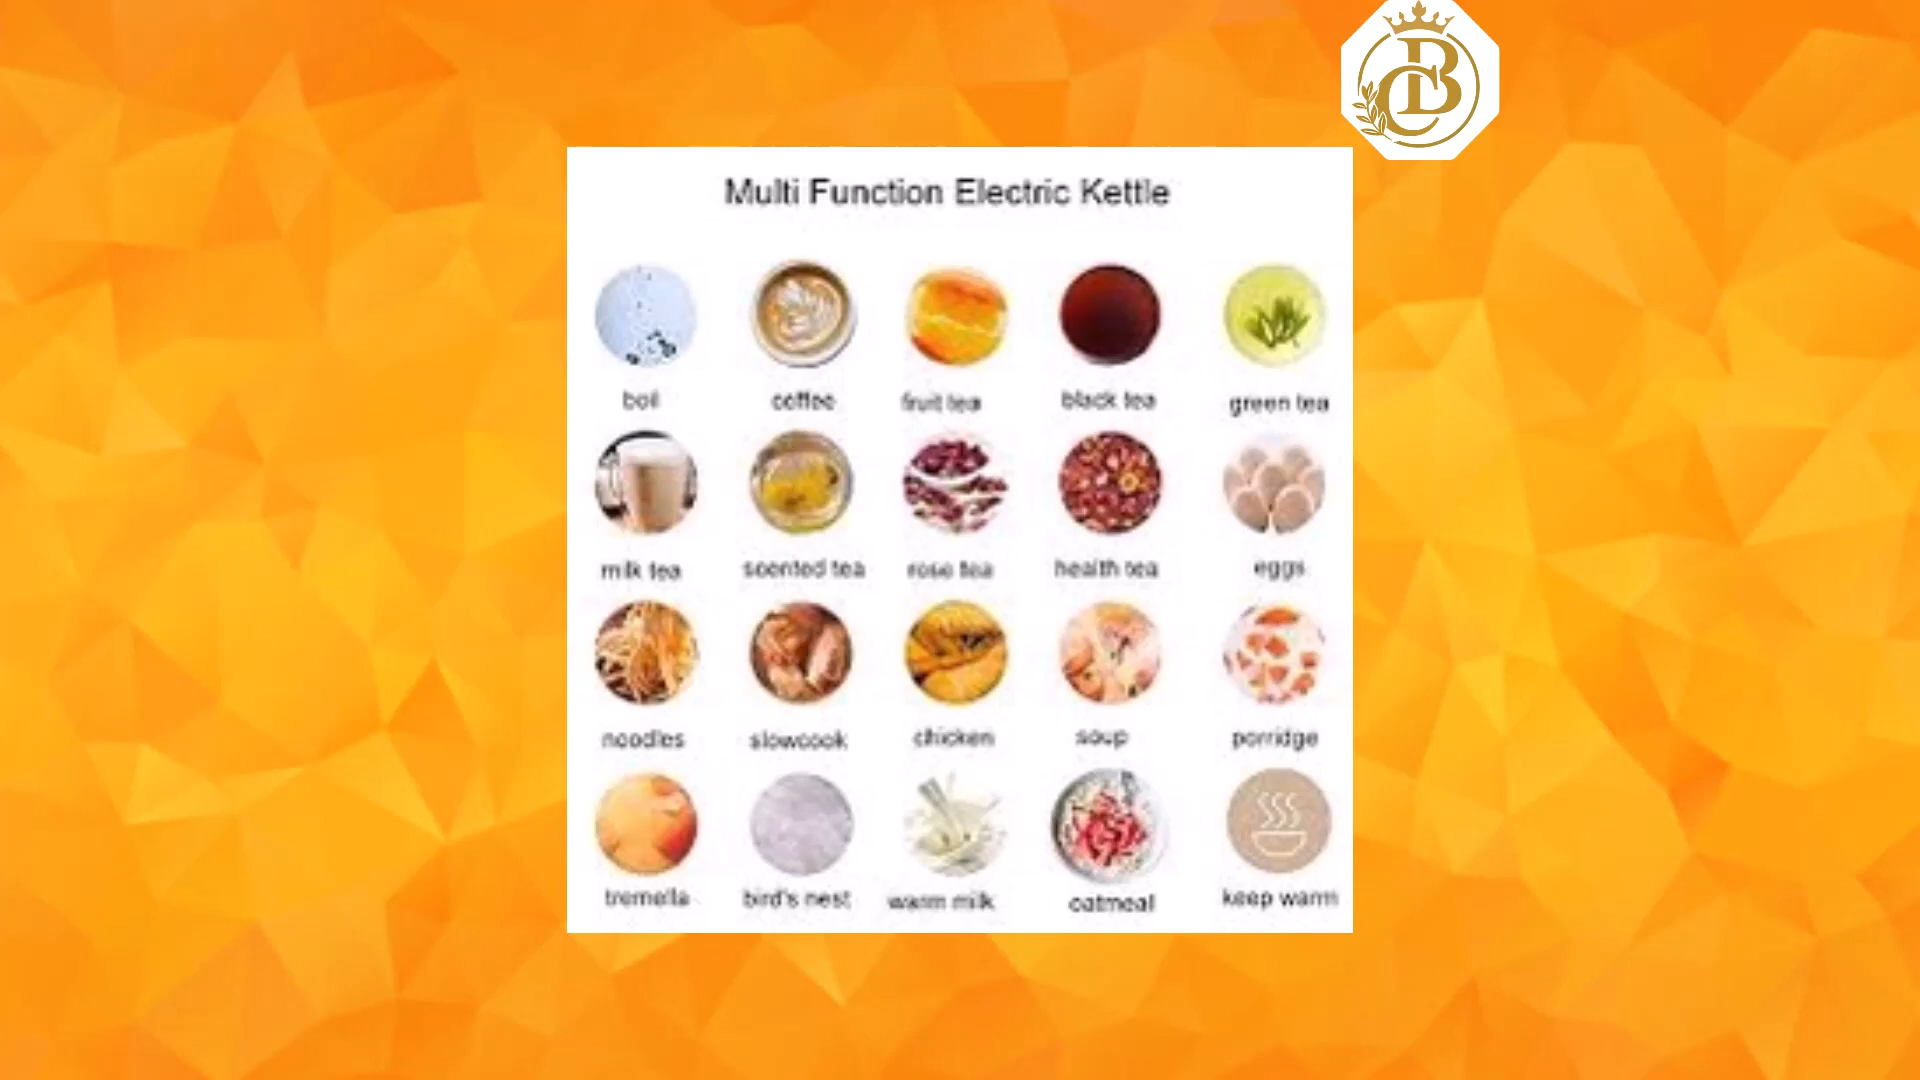 CB
Multi Function Electric Kettle
boil coffee fruit tea black tea green tea
milk tea scented tea rose tea health tea eggs
noodles slowcook chicken soup porridge
tremella bird's nest warm milk oatmeal keep warm